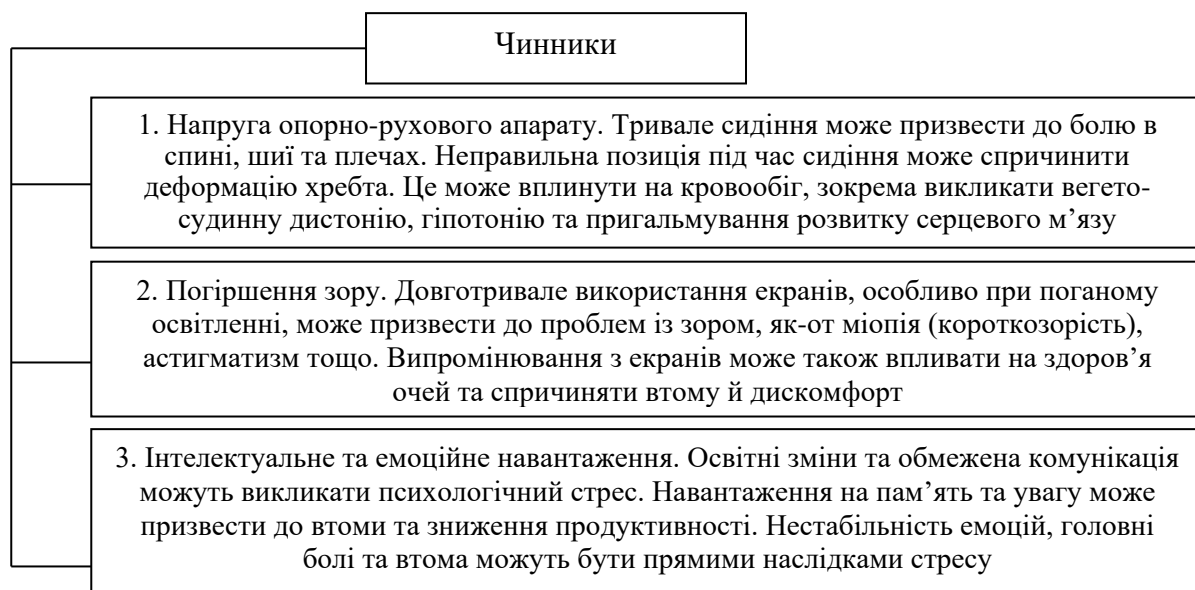 Чинники
1. Напруга опорно-рухового апарату. Тривале сидіння може призвести до болю в
спині, шиї та плечах. Неправильна позиція під час сидіння може спричинити
деформацію хребта. Це може вплинути на кровообіг, зокрема викликати вегето-
судинну дистонію, гіпотонію та пригальмування розвитку серцевого м’язу
2. Погіршення зору. Довготривале використання екранів, особливо при поганому
освітленні, може призвести до проблем із зором, як-от міопія (короткозорість),
астигматизм тощо. Випромінювання з екранів може також впливати на здоров’я
очей та спричиняти втому й дискомфорт
3. Інтелектуальне та емоційне навантаження. Освітні зміни та обмежена комунікація
можуть викликати психологічний стрес. Навантаження на пам’ять та увагу може
призвести до втоми та зниження продуктивності. Нестабільність емоцій, головні
болі та втома можуть бути прямими наслідками стресу